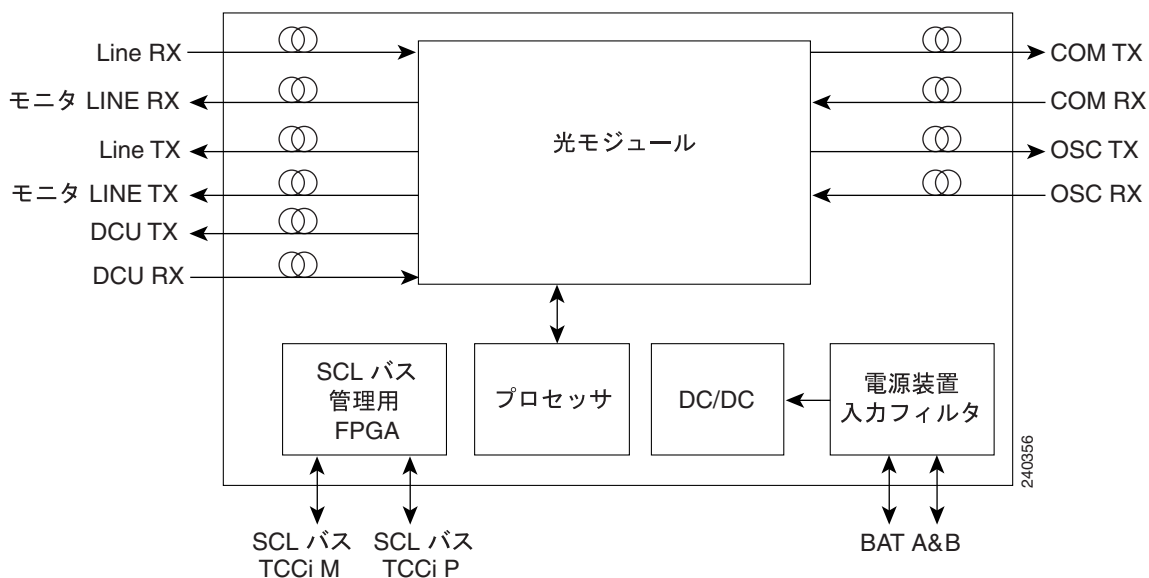 Line RX
モニタ LINE RX
Line TX
モニタ LINE TX
DCU TX
DCU RX
光モジュール
COM TX
COM RX
OSC TX
OSC RX
SCL バス
管理用
FPGA
プロセッサ
DC/DC
電源装置
入力フィルタ
240356
SCL バス
TCCi M
SCL バス
TCCi P
BAT A&B